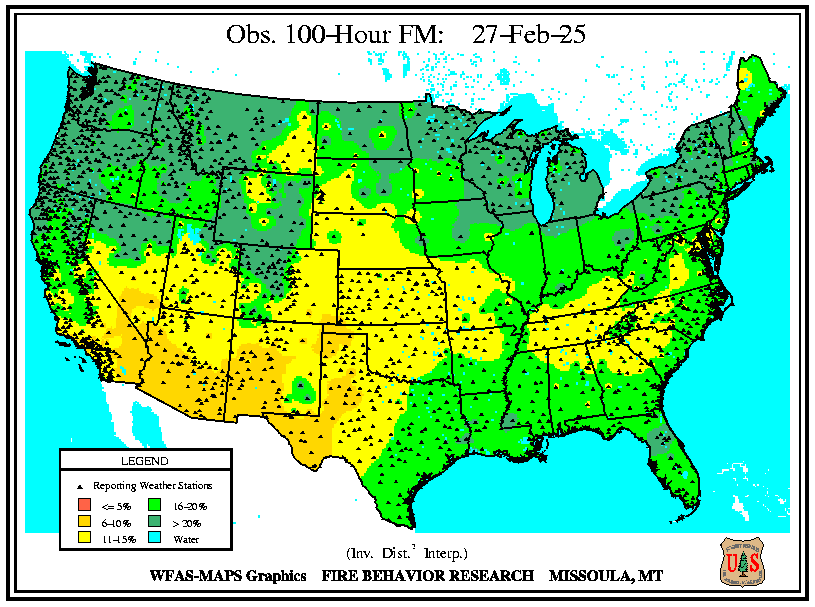 Obs. 100-Hour FM: 27-Feb-25
LEGEND
Reporting Weather Stations
<= 5% 16-20%
6-10% > 20%
11-15% Water
(Inv. Dist.² Interp.)
WFAS-MAPS Graphics FIRE BEHAVIOR RESEARCH MISSOULA, MT
U S